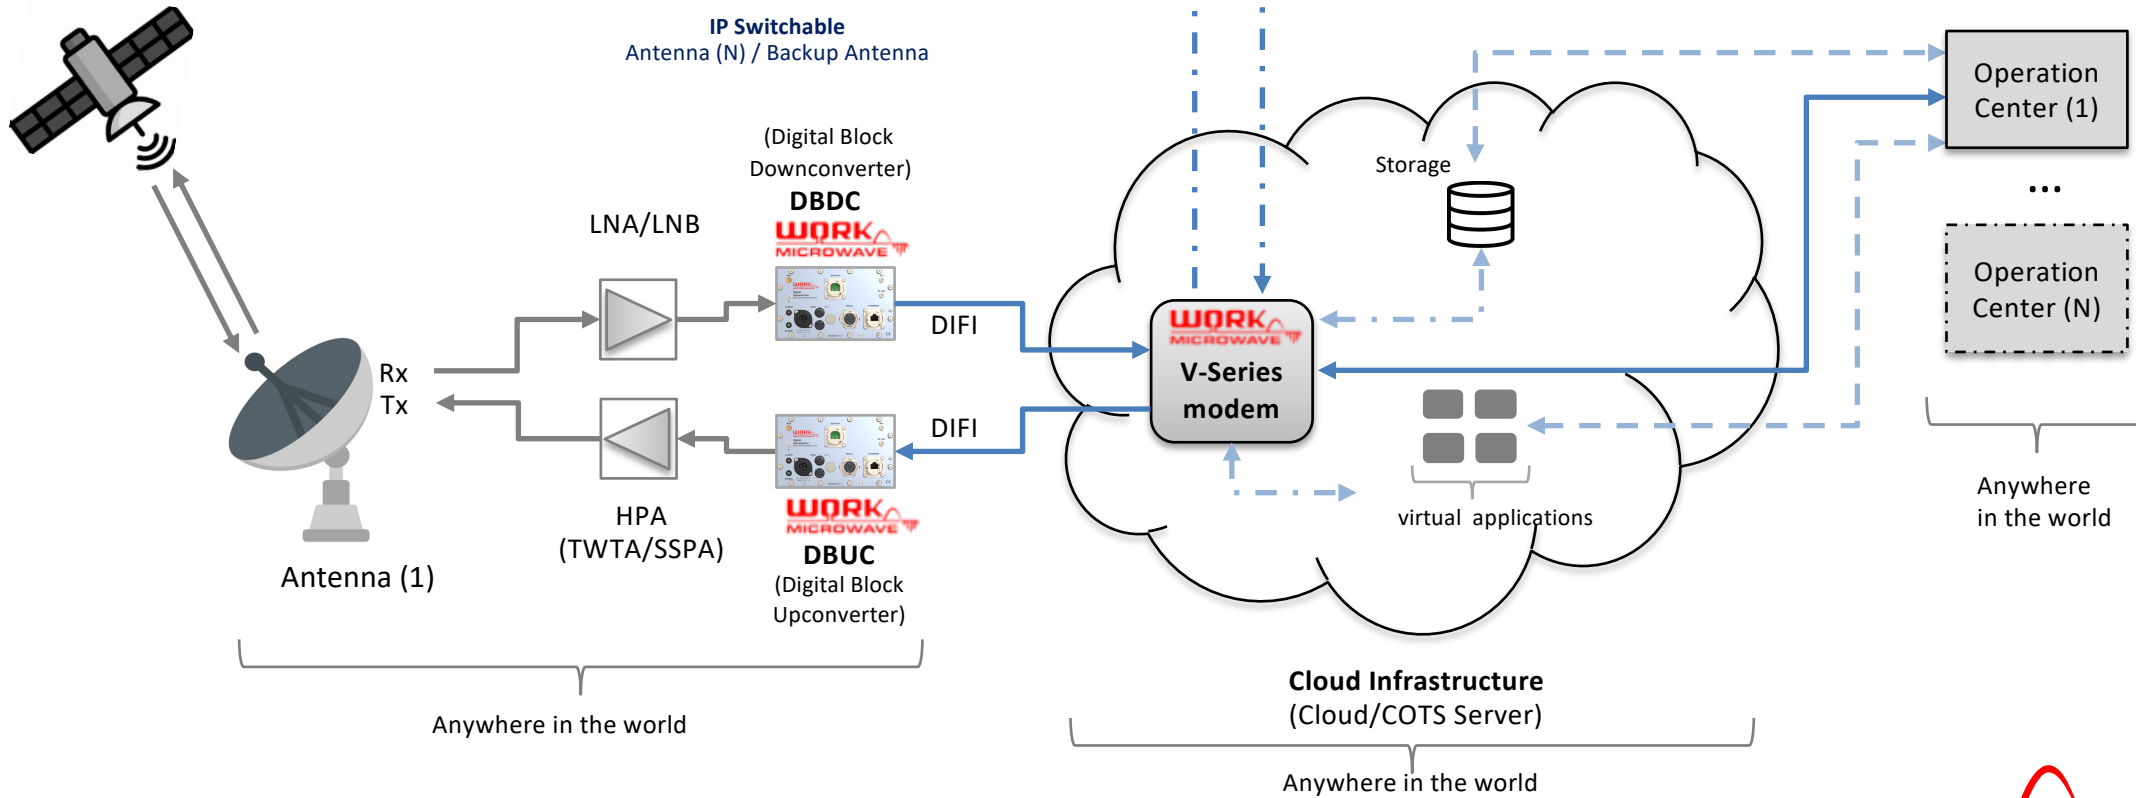 IP Switchable
Antenna (N) / Backup Antenna
(Digital Block
Downconverter)
DBDC
WORK
MICROWAVE
LNA/LNB
DIFI
Rx
Tx
DIFI
HPA
(TWTA/SSPA)
WORK
MICROWAVE
DBUC
(Digital Block
Upconverter)
Antenna (1)
Anywhere in the world
Storage
WORK
MICROWAVE
V-Series
modem
virtual applications
Cloud Infrastructure
(Cloud/COTS Server)
Anywhere in the world
Operation
Center (1)
...
Operation
Center (N)
Anywhere
in the world